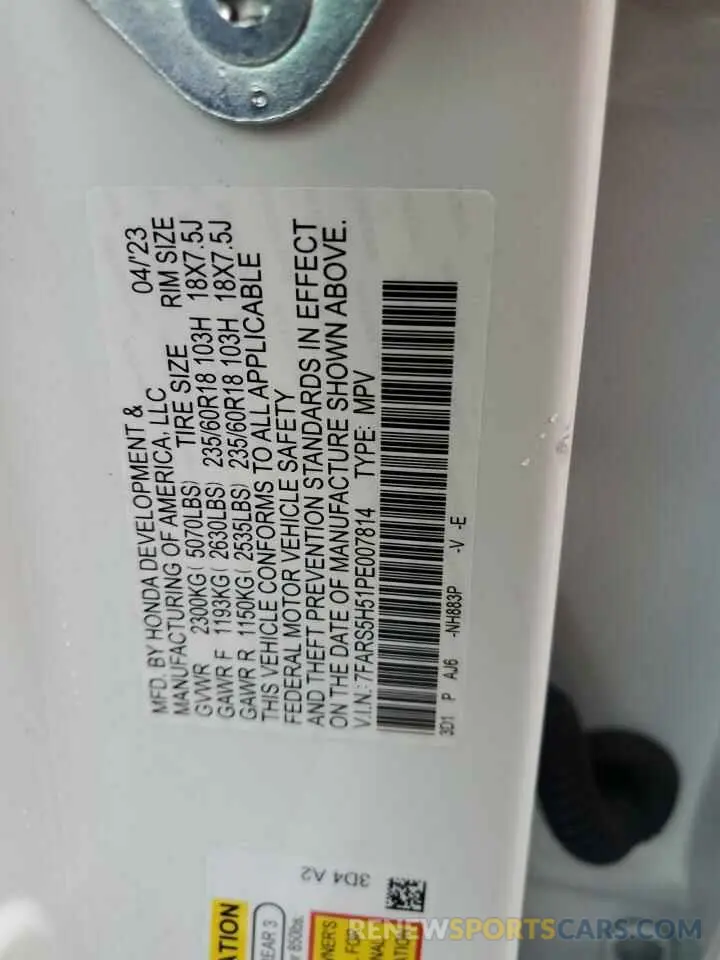 MFD. BY HONDA DEVELOPMENT &
MANUFACTURING OF AMERICA, LLC 04/'23
GVWR 2300KG( 5070LBS) TIRE SIZE RIM SIZE
GAWR F 1193KG( 2630LBS) 235/60R18 103H 18X7.5J
GAWR R 1150KG( 2535LBS) 235/60R18 103H 18X7.5J
THIS VEHICLE CONFORMS TO ALL APPLICABLE
FEDERAL MOTOR VEHICLE SAFETY
AND THEFT PREVENTION STANDARDS IN EFFECT
ON THE DATE OF MANUFACTURE SHOWN ABOVE.
V.I.N.: 7FARS5H51PE007814 TYPE: MPV
3D1 P AJ6 -NH883P -V -E
3D4 A2
850lbs.
RENEWSPORTSCARS.COM